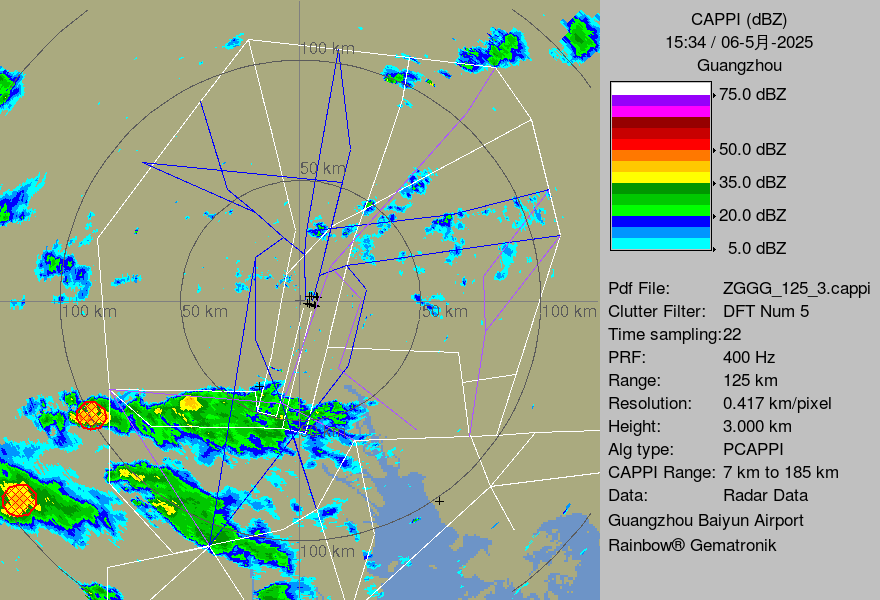 CAPPI (dBZ)
15:34 / 06-5月-2025
Guangzhou
75.0 dBZ
50.0 dBZ
35.0 dBZ
20.0 dBZ
5.0 dBZ
Pdf File: ZGGG_125_3.cappi
Clutter Filter: DFT Num 5
Time sampling:22
PRF: 400 Hz
Range: 125 km
Resolution: 0.417 km/pixel
Height: 3.000 km
Alg type: PCAPPI
CAPPI Range: 7 km to 185 km
Data: Radar Data
Guangzhou Baiyun Airport
Rainbow® Gematronik
100 km
50 km
100 km
50 km
50 km
100 km
100 km